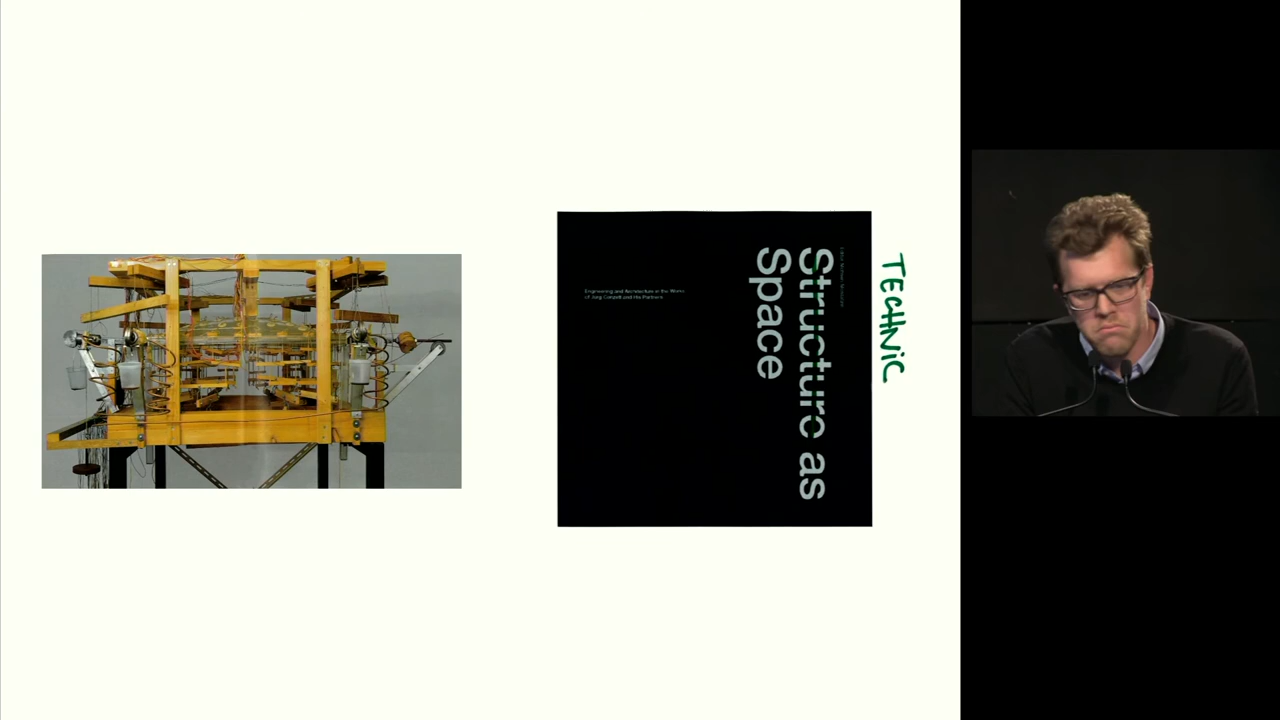 Structure as
Space
Engineering and Architecture in the Works
of Jürg Conzett and His Partners
TECHNIC